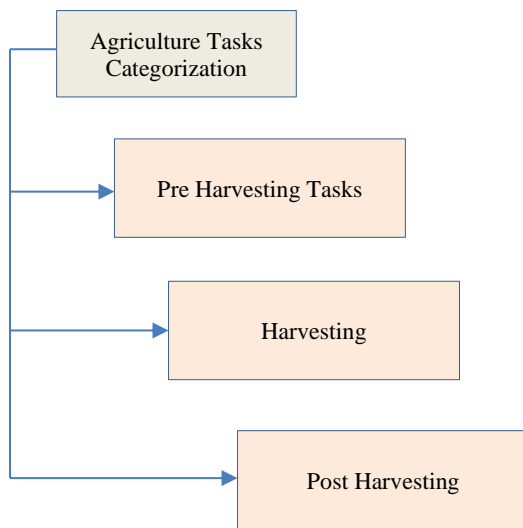 Agriculture Tasks
Categorization
Pre Harvesting Tasks
Harvesting
Post Harvesting